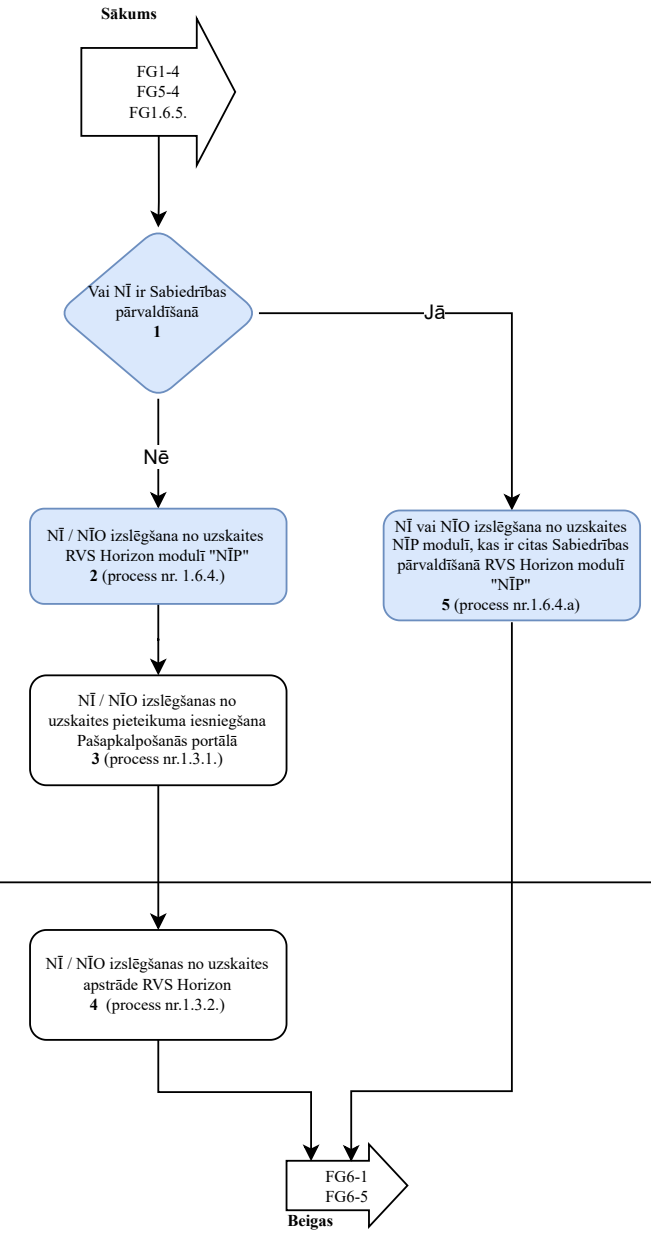 Sākums
FG1-4
FG5-4
FG1.6.5.
Vai NĪ ir Sabiedrības
pārvaldīšanā
1
Jā
Nē
NĪ / NĪO izslēgšana no uzskaites
RVS Horizon modulī "NĪP"
2 (process nr. 1.6.4.)
NĪ vai NĪO izslēgšana no uzskaites
NĪP modulī, kas ir citas Sabiedrības
pārvaldīšanā RVS Horizon modulī
"NĪP"
5 (process nr.1.6.4.a)
NĪ / NĪO izslēgšanas no
uzskaites pieteikuma iesniegšana
Pašapkalpošanās portālā
3 (process nr.1.3.1.)
NĪ / NĪO izslēgšanas no uzskaites
apstrāde RVS Horizon
4 (process nr.1.3.2.)
FG6-1
FG6-5
Beigas